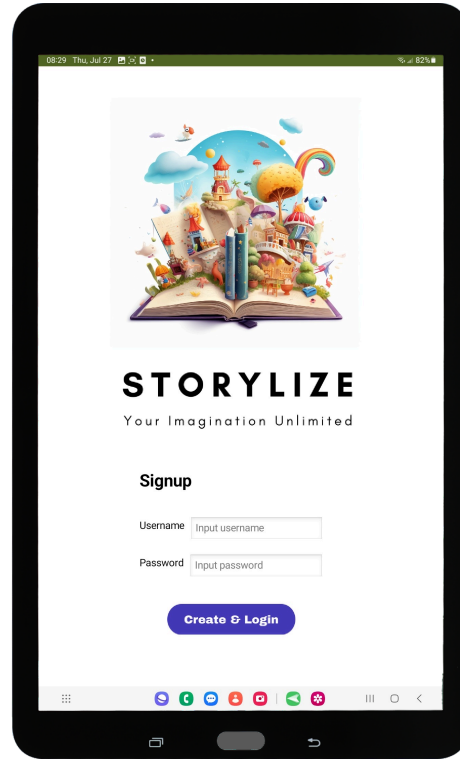 08:29 Thu, Jul 27
82%
STORYLIZE
Your Imagination Unlimited
Signup
Username Input username
Password Input password
Create & Login